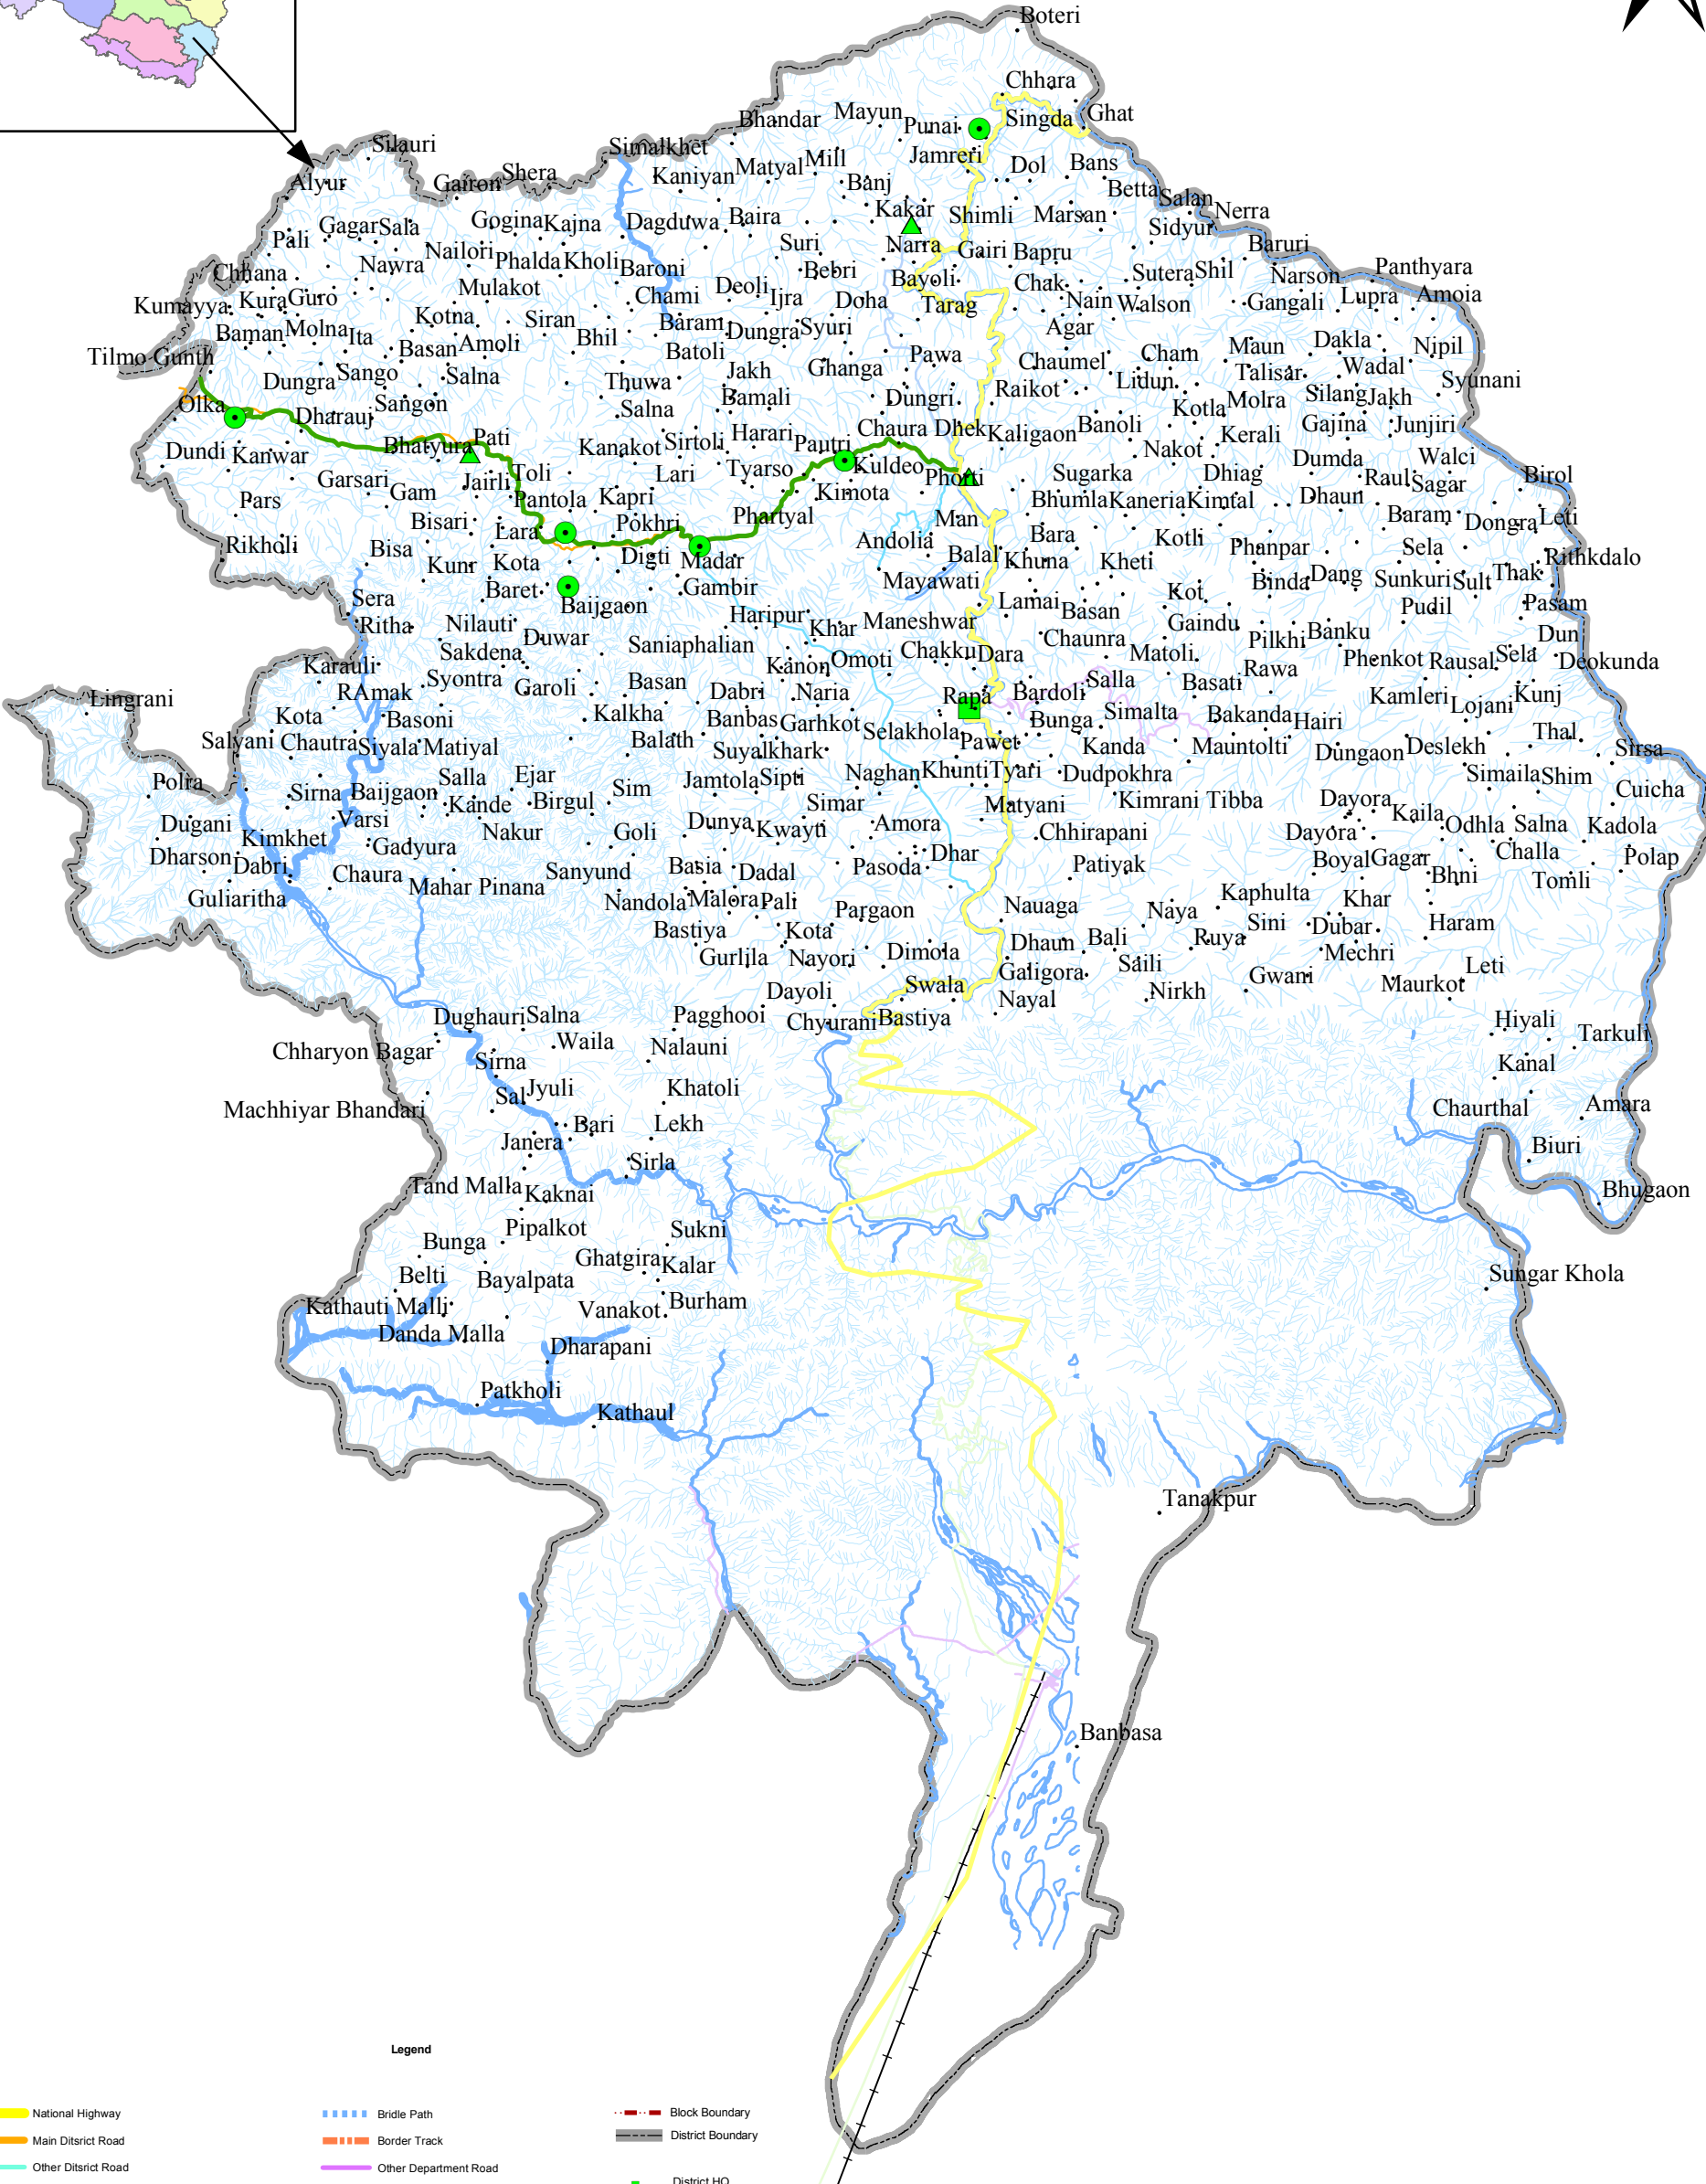 Boteri
Chhara
Ghat
Singda
Mayun
Bhandar
Punai
Silauri
Simalkhet
Jamreri
Dol
Bans
Mill
Matyal
Kaniyan
Banj
Shera
Gairon
Alyur
Betta
Salan
Nerra
Kakar
Shimli
Marsan
Sidyur
Gagar
Sala
Gogina
Kajna
Dagduwa
Baira
Pali
Suri
Narra
Gairi
Bapru
Baruri
Nailori
Nawra
Phalda
Kholi
Baroni
Bebri
Bayoli
Chak
Sutera
Shil
Narson
Panthyara
Chhana
Kura
Guro
Mulakot
Chami
Deoli
Ijra
Doha
Tarag
Nain
Walson
Gangali
Lupra
Amoia
Kumayya
Baman
Molna
Ita
Kotna
Siran
Bhil
Baram
Dungra
Syuri
Agar
Tilmo Gunth
Basan
Amoli
Batoli
Ghanga
Pawa
Chaumel
Cham
Maun
Dakla
Njpil
Dungra
Sango
Salna
Thuwa
Jakh
Raikot
Lidun
Talisar
Wadal
Syunani
Olka
Dharauj
Sangon
Salna
Bamali
Dungri
Kotla
Molra
Silang
Jakh
Dundi
Kanwar
Bhatyura
Pati
Kanakot
Sirtoli
Harari
Pautri
Chaura
Dhek
Kaligaon
Banoli
Nakot
Kerali
Gajina
Junjiri
Garsari
Gam
Jairli
Toli
Lari
Tyarso
Kuldeo
Phorti
Sugarka
Dhiag
Dumda
Raul
Walci
Sagar
Birol
Pars
Pantola
Kapri
Kimota
Bhumla
Kaneria
Kimtal
Dhaun
Bisari
Lara
Pokhri
Phartyal
Man
Baram
Dongra
Leti
Rikholi
Bisa
Kunr
Kota
Digti
Madar
Andolia
Balal
Bara
Khuna
Kheti
Kotli
Phanpar
Sela
Rithkdalo
Baret
Baijgaon
Gambir
Mayawati
Lamai
Basan
Kot
Binda
Dang
Sunkuri
Sult
Thak
Sera
Ritha
Nilauti
Duwar
Haripur
Khar
Maneshwar
Chaunra
Gaindu
Pilkhi
Banku
Pudil
Pasam
Karauli
Sakdena
Saniaphalian
Kanon
Omoti
Chakku
Dara
Matoli
Rawa
Phenkot
Rausal
Sela
Dun
Deokunda
Lingrani
RAmak
Syontra
Garoli
Basan
Dabri
Naria
Rapa
Bardoli
Salla
Basati
Kamleri
Lojani
Kunj
Kota
Basoni
Kalkha
Banbas
Garhkot
Selakhola
Bunga
Simalta
Bakanda
Hairi
Salyani
Chautra
Siyala
Matiyal
Balath
Suyalkhark
Pawet
Kanda
Mauntolti
Dungaon
Deslekh
Thal
Sirsa
Polra
Sirna
Baijgaon
Salla
Ejar
Sim
Jamtola
Sipti
Naghan
Khunti
Tyari
Dudpokhra
Simaila
Shim
Cuicha
Dugani
Varsi
Kande
Birgul
Simar
Matyani
Kimrani Tibba
Dayora
Kaila
Kimkhet
Gadyura
Nakur
Goli
Dunya
Kwayti
Amora
Chhirapani
Dayora
Odhla
Salna
Kadola
Dharson
Dabri
Chaura
Sanyund
Basia
Dadal
Pasoda
Dhar
Patiyak
Boyal
Gagar
Challa
Polap
Guliaritha
Mahar Pinana
Nandola
Malora
Pali
Bhni
Tomli
Bastiya
Kota
Pargaon
Nauaga
Naya
Kaphulta
Khar
Haram
Gurlila
Nayori
Dimola
Dhaum
Bali
Ruya
Sini
Dubar
Mechri
Dayoli
Swala
Galigora
Saili
Gwani
Maurkot
Leti
Chyurani
Bastiya
Nayal
Nirkh
Dughauri
Salna
Pagghooi
Hiyali
Tarkuli
Chharyon Bagar
Sirna
Waila
Nalauni
Kanal
Machhiyar Bhandari
Sal
Jyuli
Khatoli
Chaurthal
Amara
Janera
Bari
Lekh
Biuri
Tand Malla
Kaknai
Sirla
Bhugaon
Bunga
Pipalkot
Sukni
Belti
Bayalpata
Ghatgira
Kalar
Sungar Khola
Kathauti Malli
Vanakot
Burham
Danda Malla
Dharapani
Patkholi
Kathaul
Tanakpur
Banbasa
Legend
National Highway
Bridle Path
Block Boundary
Main Ditsrict Road
Border Track
District Boundary
Other Ditsrict Road
Other Department Road
District HQ